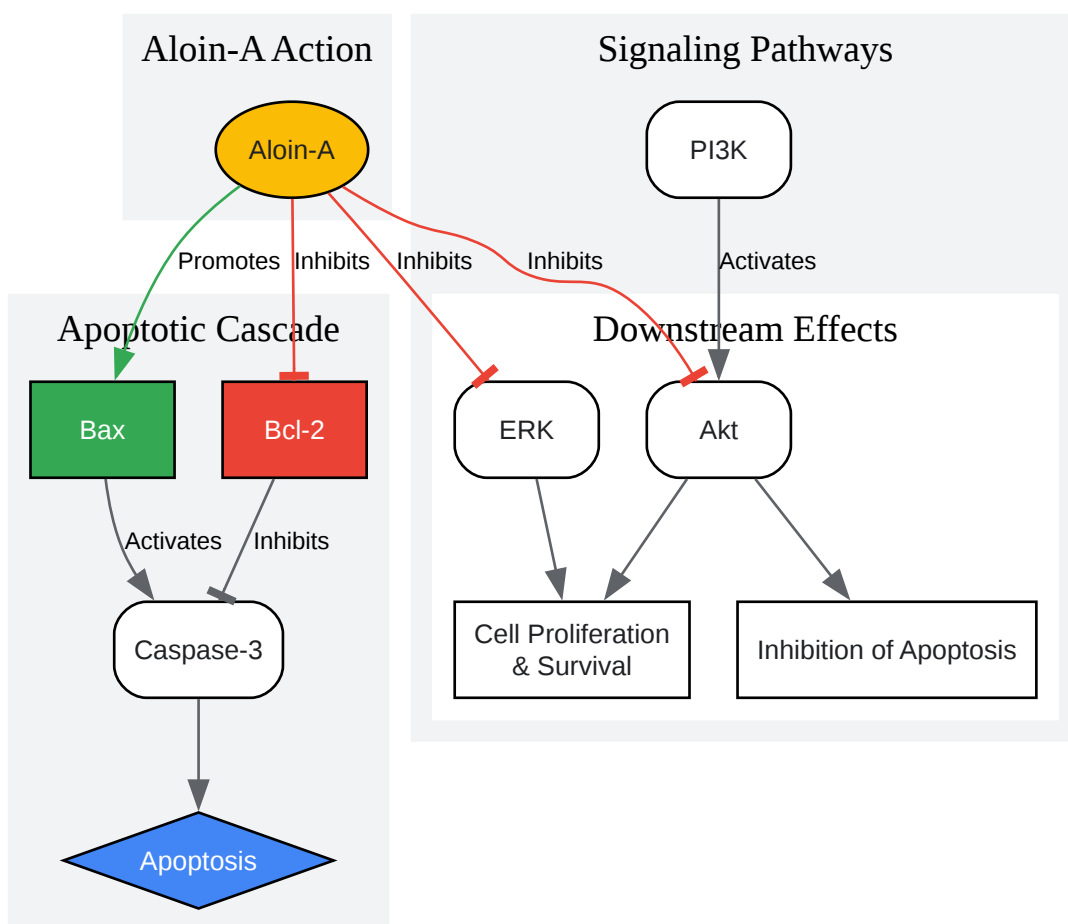 Aloin-A Action
Signaling Pathways
Aloin-A
PI3K
Promotes
Inhibits
Inhibits
Inhibits
Activates
Apoptotic Cascade
Downstream Effects
Bax
Bcl-2
ERK
Akt
Activates
Inhibits
Caspase-3
Cell Proliferation
& Survival
Inhibition of Apoptosis
Apoptosis